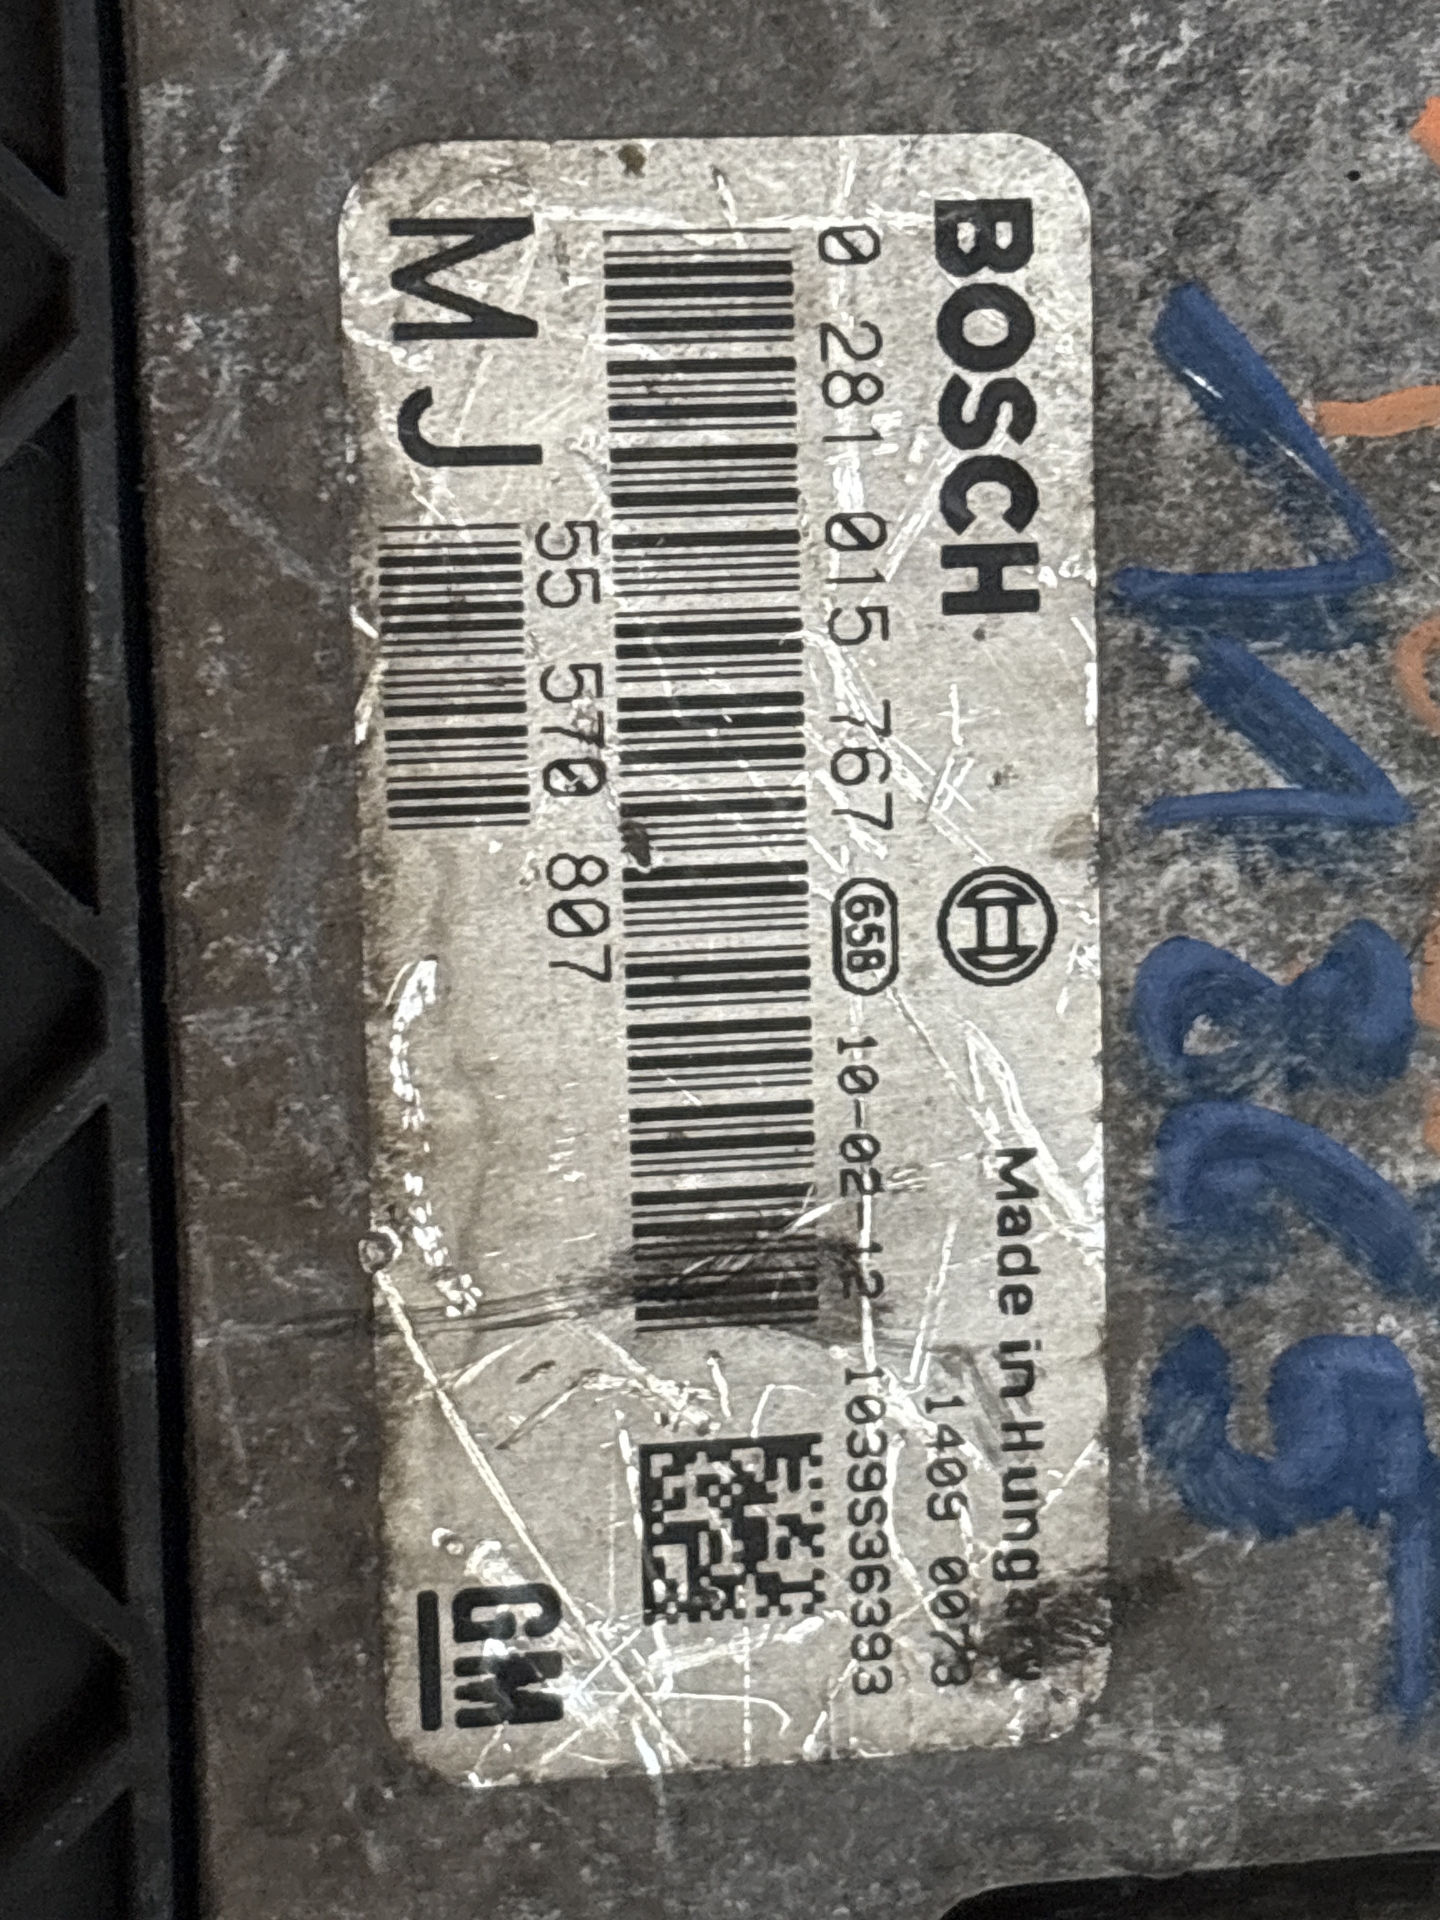 BOSCH
Made in Hungary
1409 0078
0 281 015 767 658 10-02-12 1039S36393
55 570 807
MJ
GM